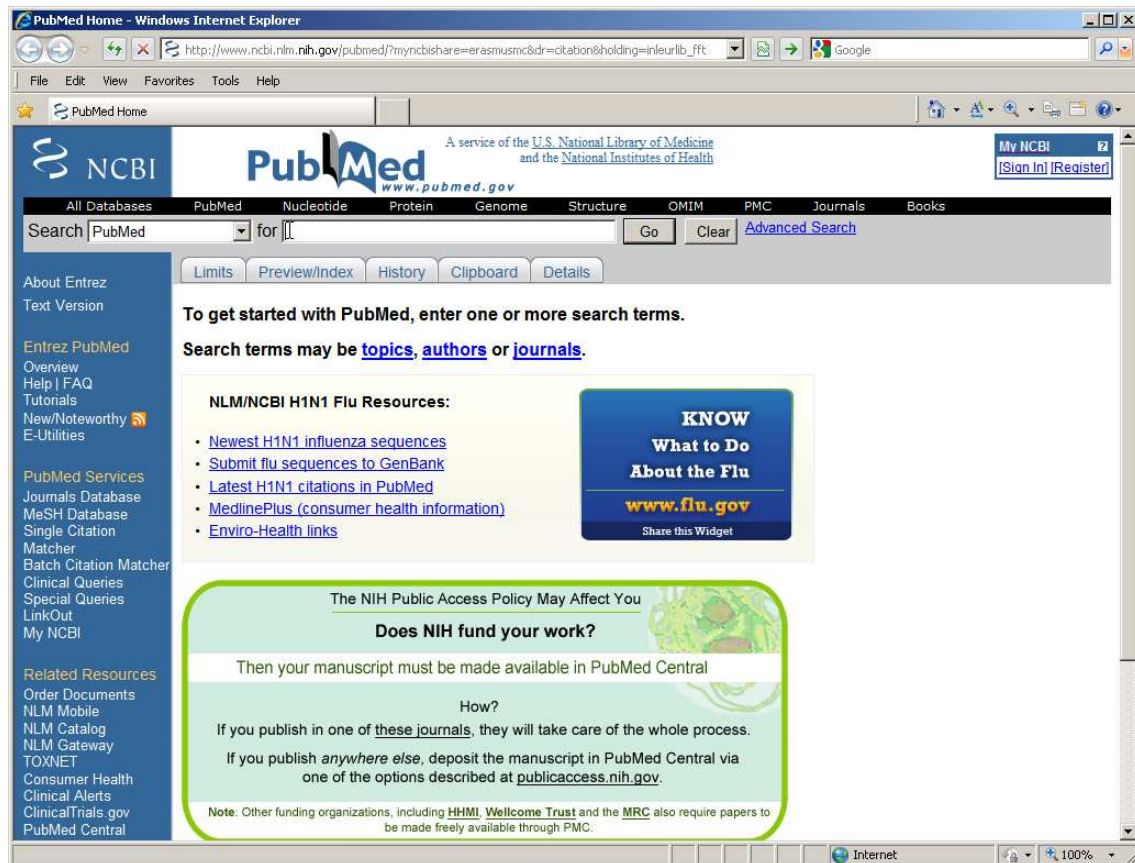 PubMed Home - Windows Internet Explorer
http://www.ncbi.nlm.nih.gov/pubmed/?myncbishare=erasmusmc&dr=citation&holding=inleurlib_fft
Google
File Edit View Favorites Tools Help
PubMed Home
NCBI
PubMed
www.pubmed.gov
A service of the U.S. National Library of Medicine
and the National Institutes of Health
My NCBI
[Sign In] [Register]
All Databases PubMed Nucleotide Protein Genome Structure OMIM PMC Journals Books
Search PubMed for Go Clear Advanced Search
Limits Preview/Index History Clipboard Details
About Entrez
Text Version
Entrez PubMed
Overview
Help | FAQ
Tutorials
New/Noteworthy
E-Utilities
PubMed Services
Journals Database
MeSH Database
Single Citation
Matcher
Batch Citation Matcher
Clinical Queries
Special Queries
LinkOut
My NCBI
Related Resources
Order Documents
NLM Mobile
NLM Catalog
NLM Gateway
TOXNET
Consumer Health
Clinical Alerts
ClinicalTrials.gov
PubMed Central
To get started with PubMed, enter one or more search terms.
Search terms may be topics, authors or journals.
NLM/NCBI H1N1 Flu Resources:
• Newest H1N1 influenza sequences
• Submit flu sequences to GenBank
• Latest H1N1 citations in PubMed
• MedlinePlus (consumer health information)
• Enviro-Health links
KNOW
What to Do
About the Flu
www.flu.gov
Share this Widget
The NIH Public Access Policy May Affect You
Does NIH fund your work?
Then your manuscript must be made available in PubMed Central
How?
If you publish in one of these journals, they will take care of the whole process.
If you publish anywhere else, deposit the manuscript in PubMed Central via
one of the options described at publicaccess.nih.gov.
Note: Other funding organizations, including HHMI, Wellcome Trust and the MRC also require papers to
be made freely available through PMC.
Internet
100%